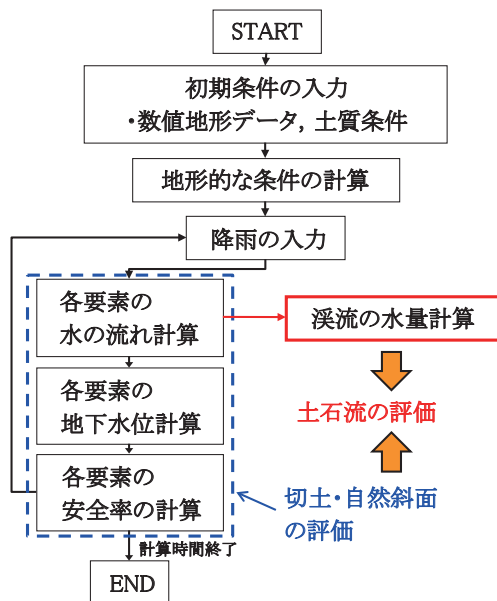 START
初期条件の入力
・数値地形データ, 土質条件
地形的な条件の計算
降雨の入力
各要素の
水の流れ計算
渓流の水量計算
各要素の
地下水位計算
土石流の評価
各要素の
安全率の計算
切土・自然斜面
の評価
計算時間終了
END